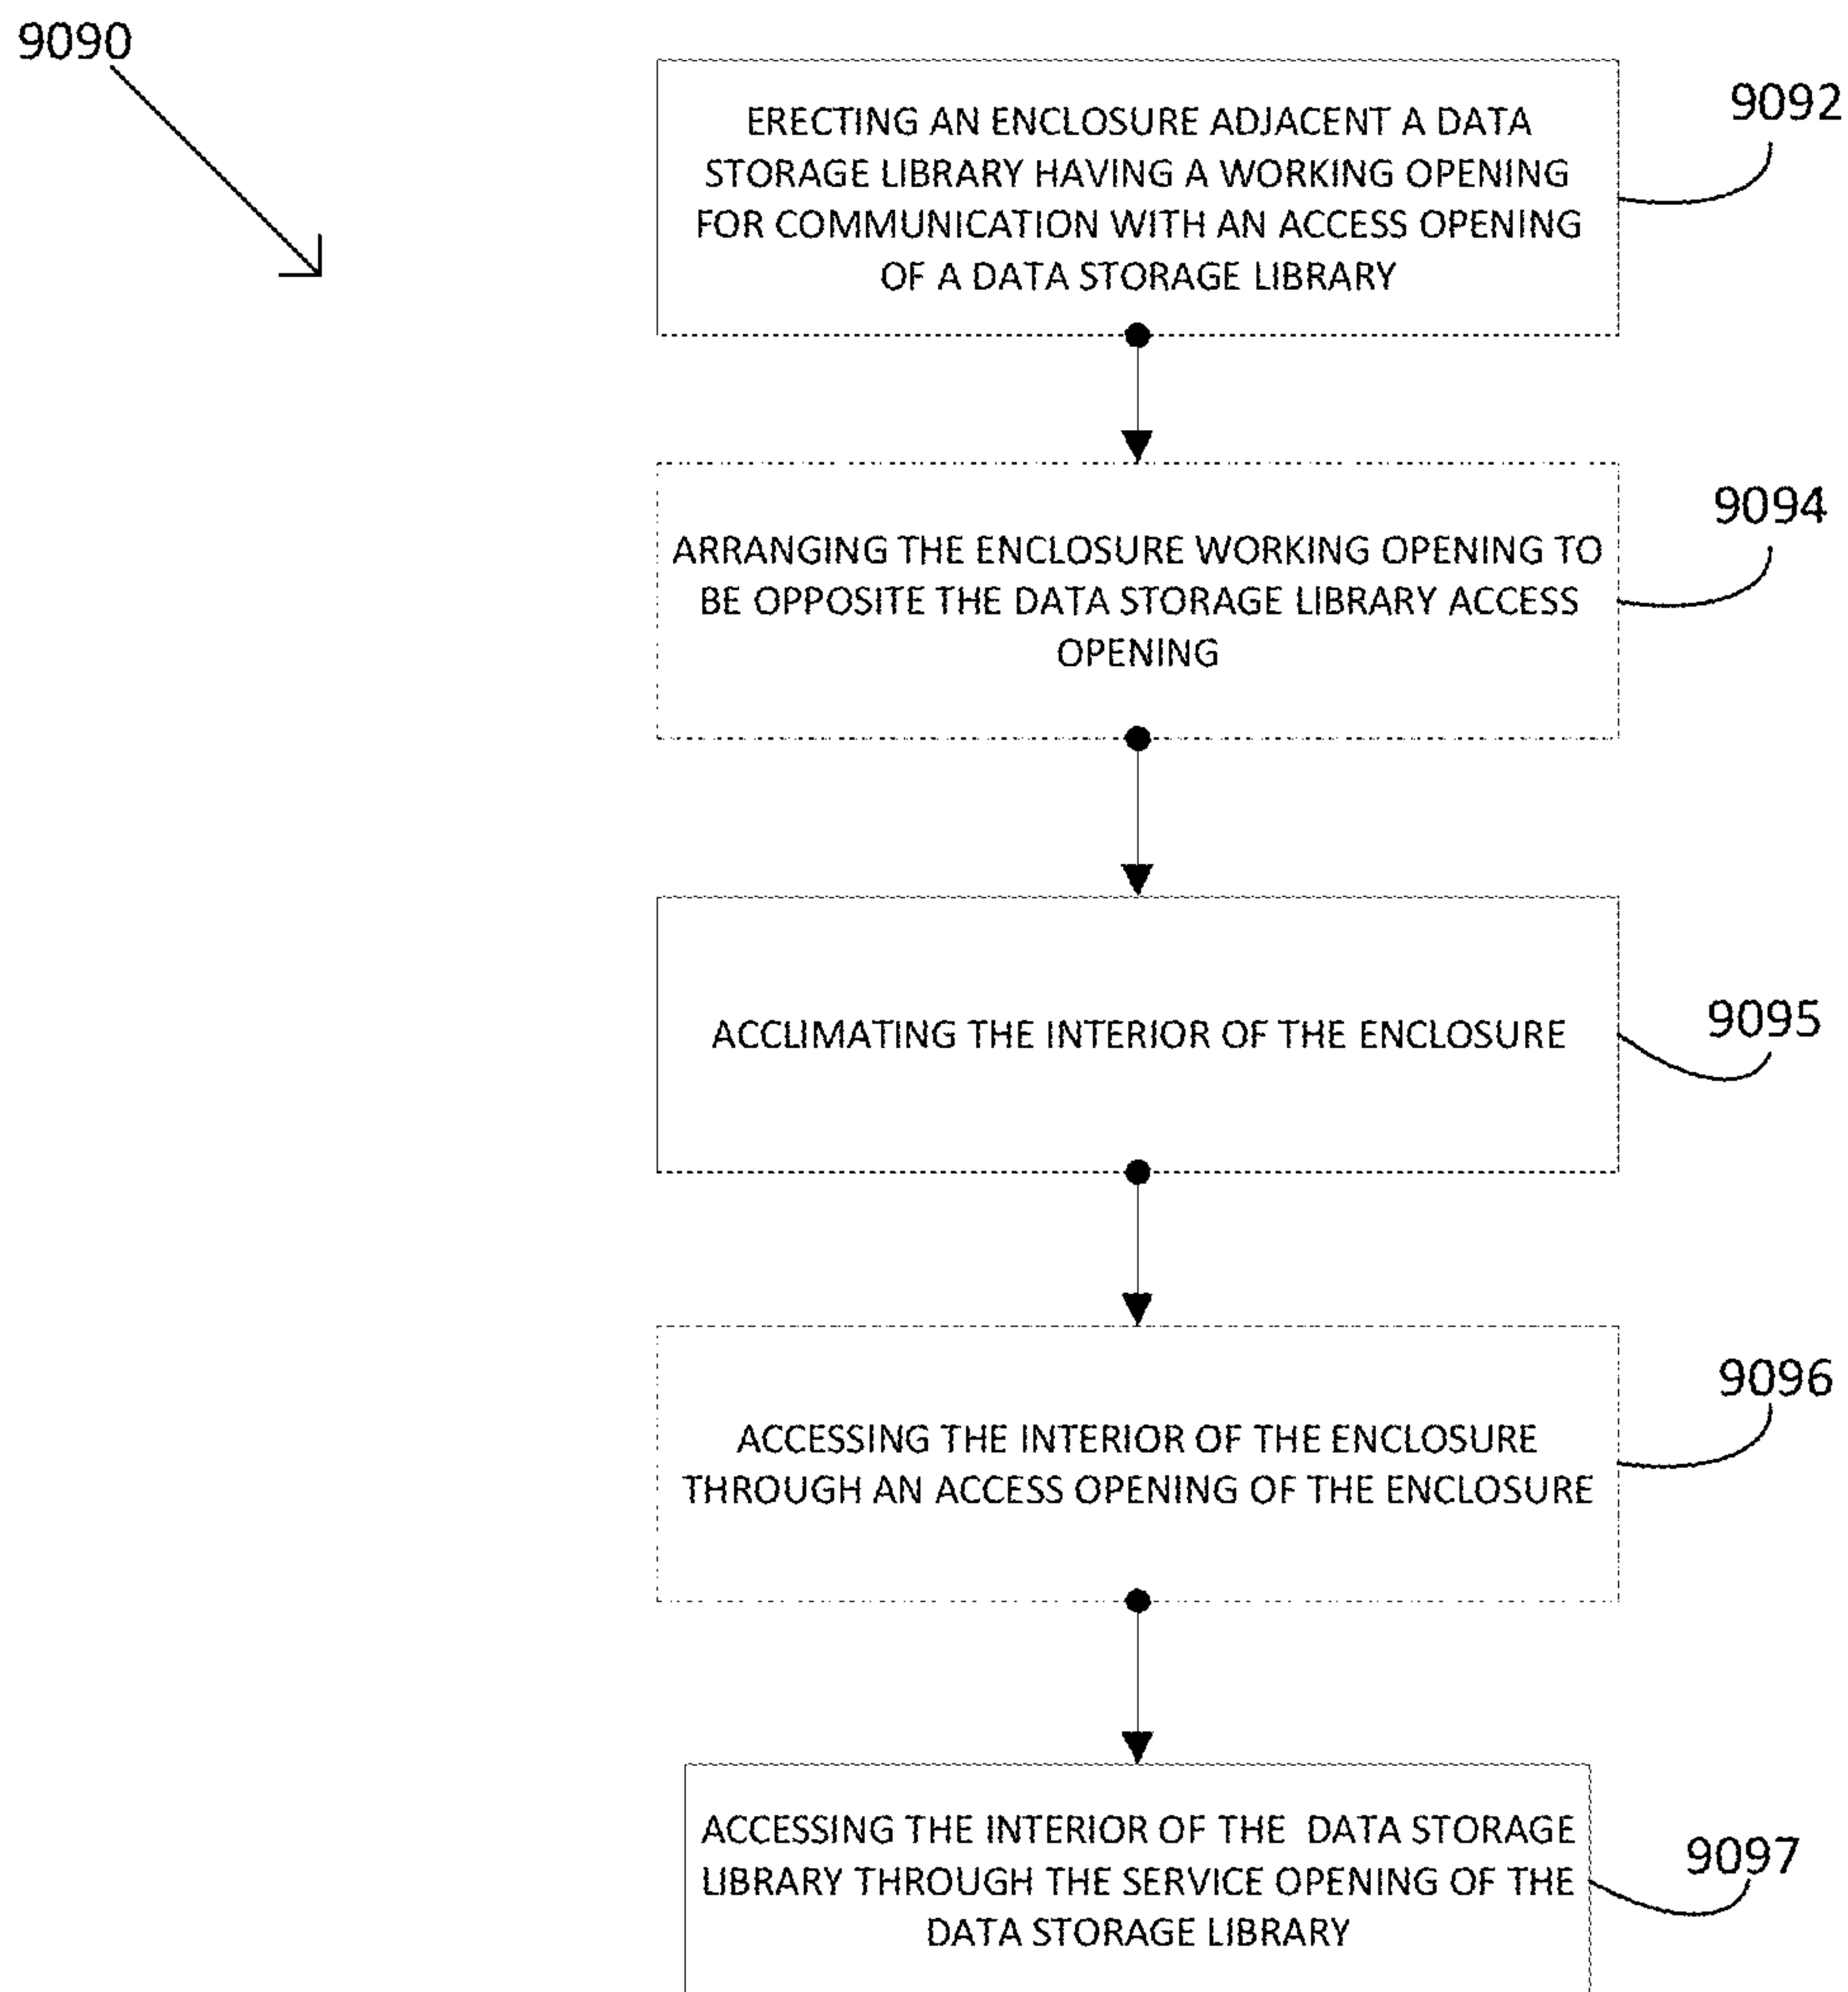 9090
ERECTING AN ENCLOSURE ADJACENT A DATA
STORAGE LIBRARY HAVING A WORKING OPENING
FOR COMMUNICATION WITH AN ACCESS OPENING
OF A DATA STORAGE LIBRARY
9092
ARRANGING THE ENCLOSURE WORKING OPENING TO
BE OPPOSITE THE DATA STORAGE LIBRARY ACCESS
OPENING
9094
ACCLIMATING THE INTERIOR OF THE ENCLOSURE
9095
ACCESSING THE INTERIOR OF THE ENCLOSURE
THROUGH AN ACCESS OPENING OF THE ENCLOSURE
9096
ACCESSING THE INTERIOR OF THE DATA STORAGE
LIBRARY THROUGH THE SERVICE OPENING OF THE
DATA STORAGE LIBRARY
9097